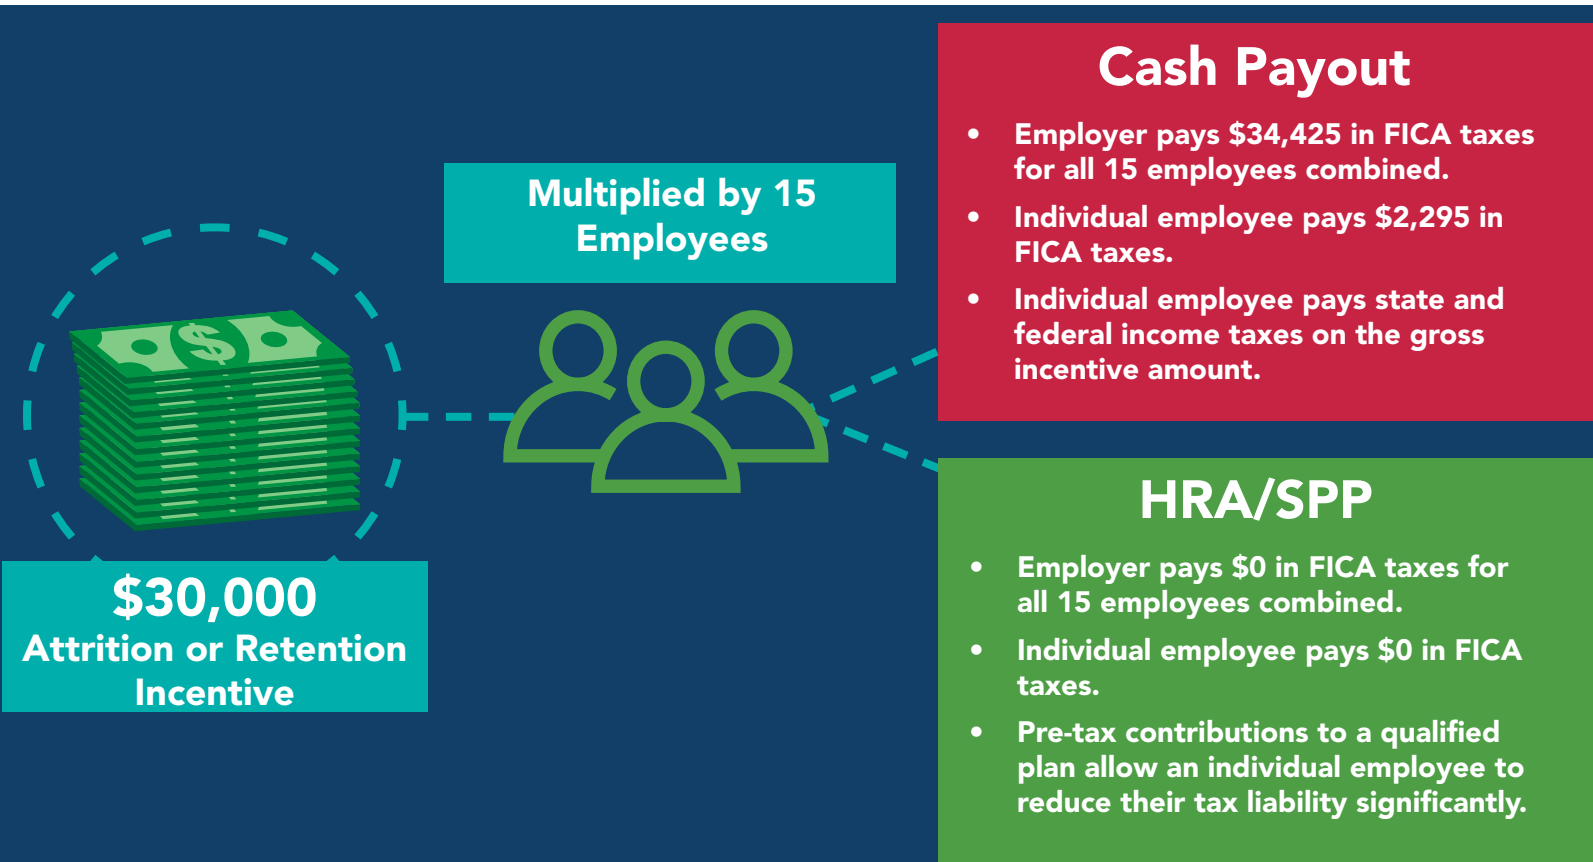 $30,000
Attrition or Retention
Incentive
Multiplied by 15
Employees
Cash Payout
• Employer pays $34,425 in FICA taxes
for all 15 employees combined.
• Individual employee pays $2,295 in
FICA taxes.
• Individual employee pays state and
federal income taxes on the gross
incentive amount.
HRA/SPP
• Employer pays $0 in FICA taxes for
all 15 employees combined.
• Individual employee pays $0 in FICA
taxes.
• Pre-tax contributions to a qualified
plan allow an individual employee to
reduce their tax liability significantly.